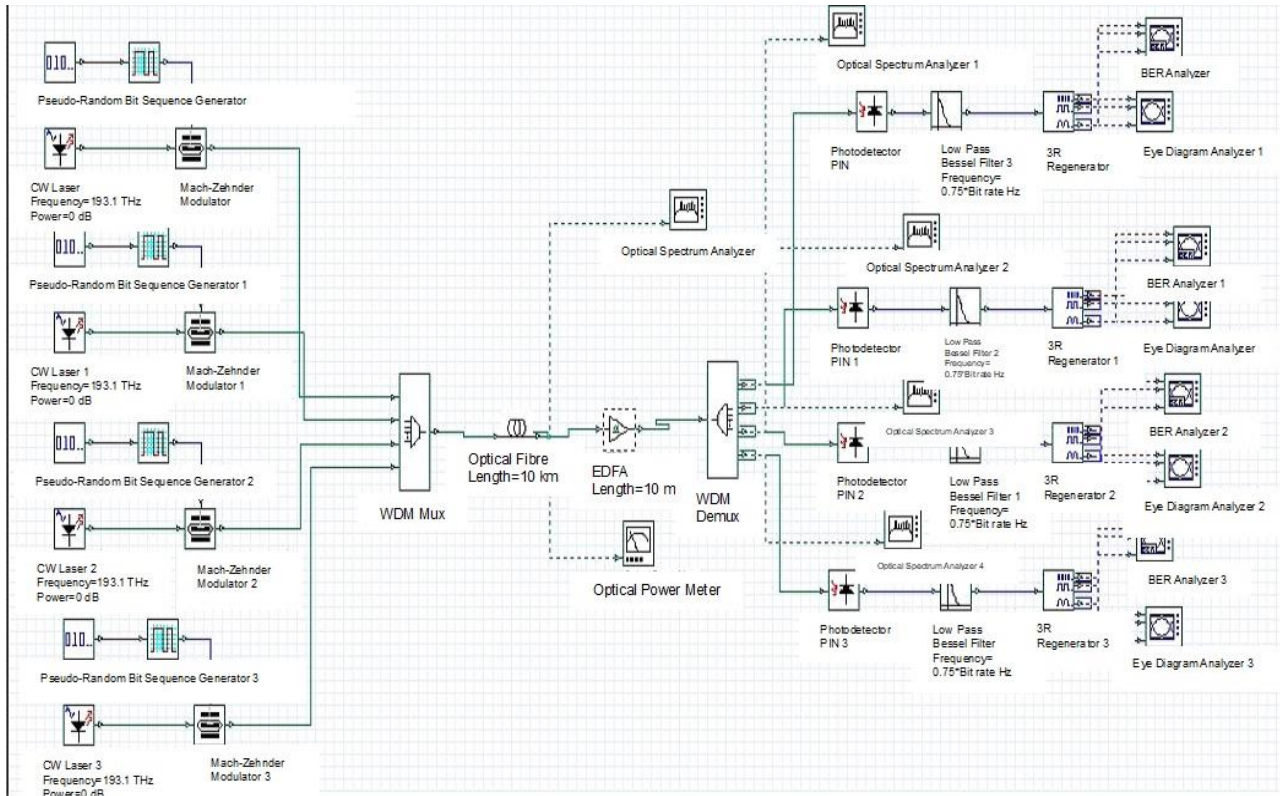 010..
Pseudo-Random Bit Sequence Generator
CW Laser
Frequency=193.1 THz
Power=0 dB
Mach-Zehnder
Modulator
010..
Pseudo-Random Bit Sequence Generator 1
CW Laser 1
Frequency=193.1 THz
Power=0 dB
Mach-Zehnder
Modulator 1
010..
Pseudo-Random Bit Sequence Generator 2
CW Laser 2
Frequency=193.1 THz
Power=0 dB
Mach-Zehnder
Modulator 2
010..
Pseudo-Random Bit Sequence Generator 3
CW Laser 3
Frequency=193.1 THz
Power=0 dB
Mach-Zehnder
Modulator 3
WDM Mux
Optical Fibre
Length=10 km
EDFA
Length=10 m
WDM
Demux
Optical Spectrum Analyzer
Optical Power Meter
Optical Spectrum Analyzer 1
Optical Spectrum Analyzer 2
Optical Spectrum Analyzer 3
Optical Spectrum Analyzer 4
Photodetector
PIN
Low Pass
Bessel Filter 3
Frequency=
0.75*Bit rate Hz
3R
Regenerator
BER Analyzer
Eye Diagram Analyzer 1
Photodetector
PIN 1
Low Pass
Bessel Filter 2
Frequency=
0.75*Bit rate Hz
3R
Regenerator 1
BER Analyzer 1
Eye Diagram Analyzer
Photodetector
PIN 2
Low Pass
Bessel Filter 1
Frequency=
0.75*Bit rate Hz
3R
Regenerator 2
BER Analyzer 2
Eye Diagram Analyzer 2
Photodetector
PIN 3
Low Pass
Bessel Filter
Frequency=
0.75*Bit rate Hz
3R
Regenerator 3
BER Analyzer 3
Eye Diagram Analyzer 3